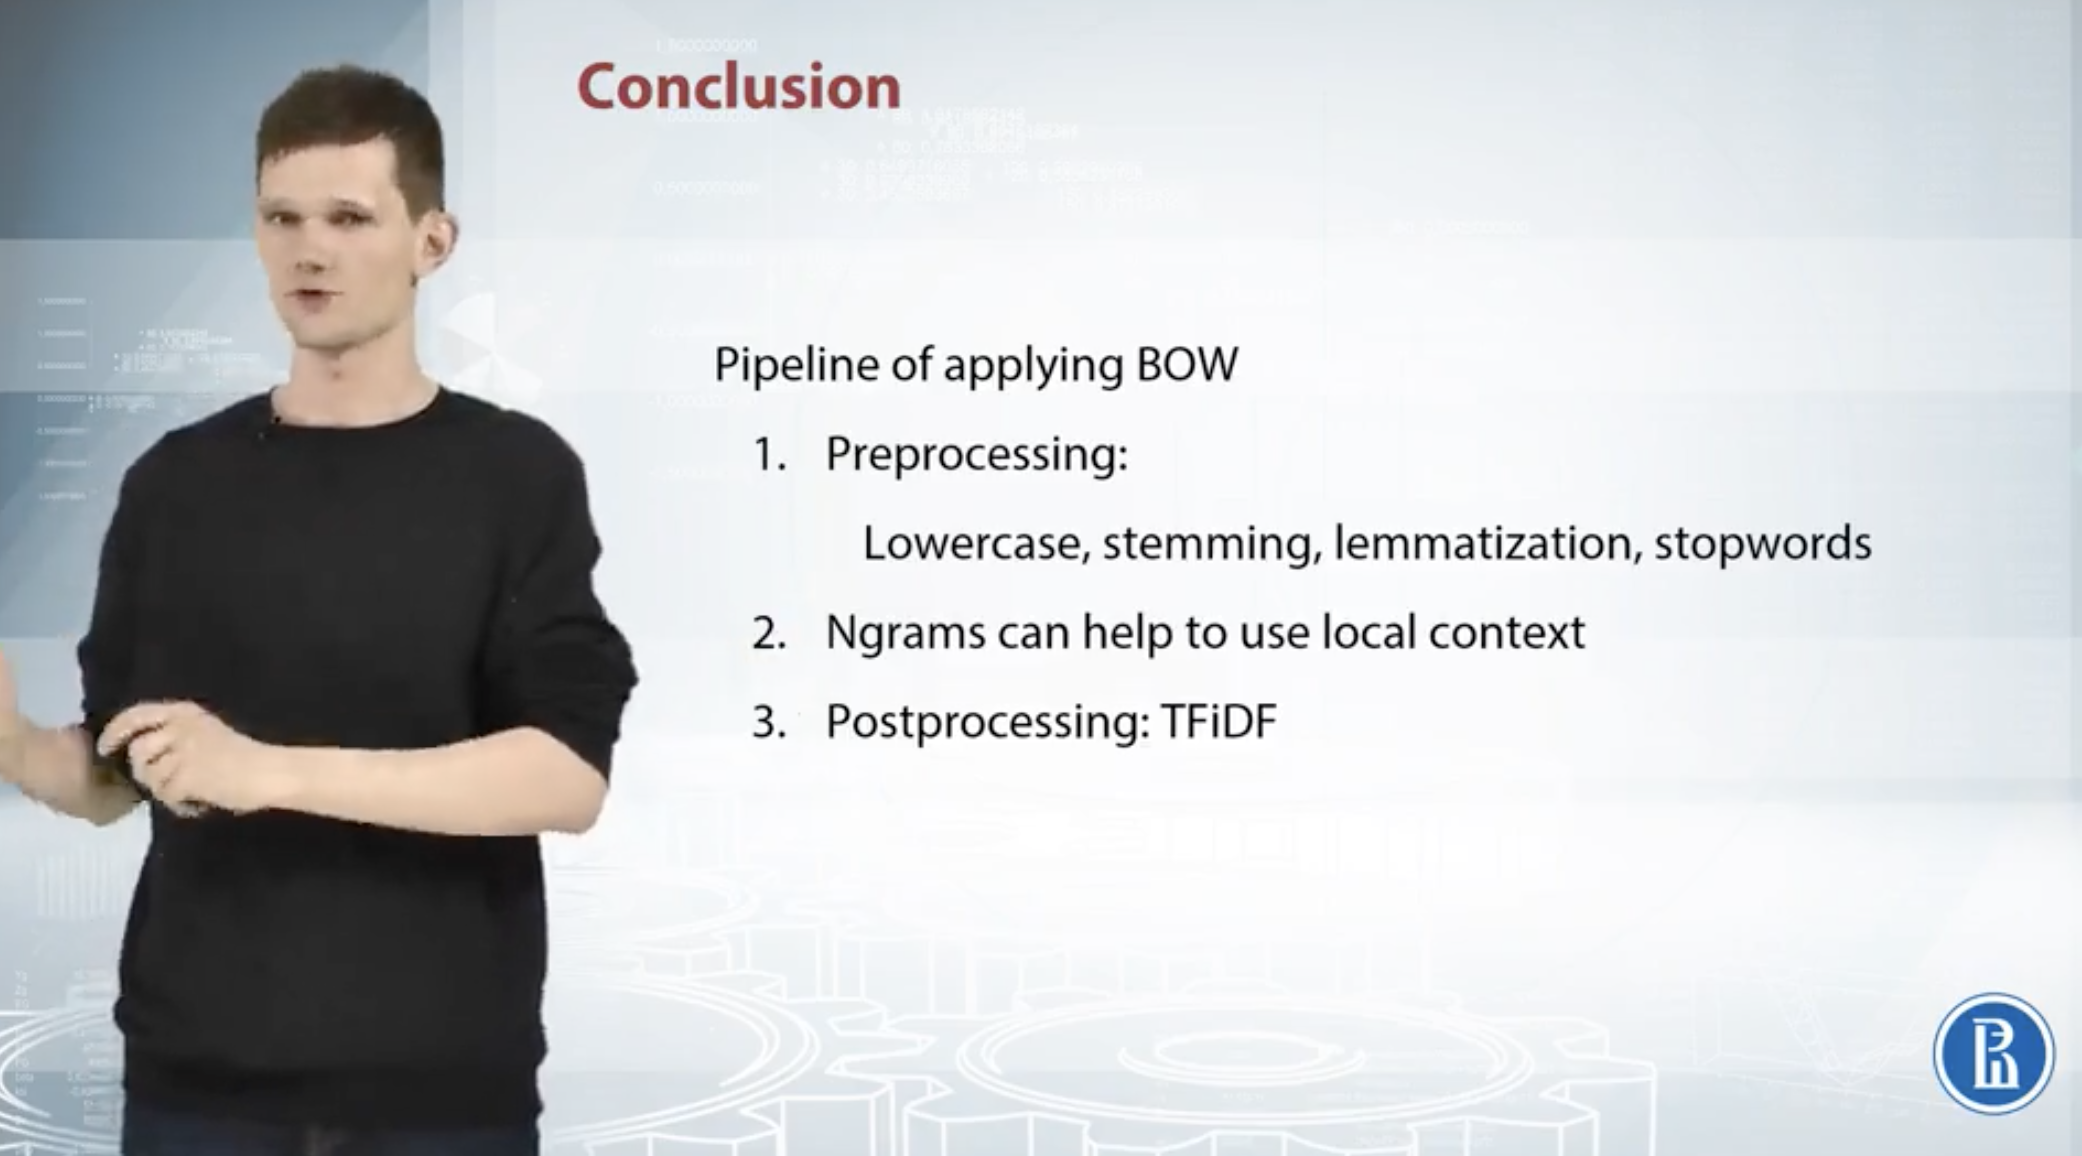 Conclusion
Pipeline of applying BOW
1. Preprocessing:
Lowercase, stemming, lemmatization, stopwords
2. Ngrams can help to use local context
3. Postprocessing: TFiDF